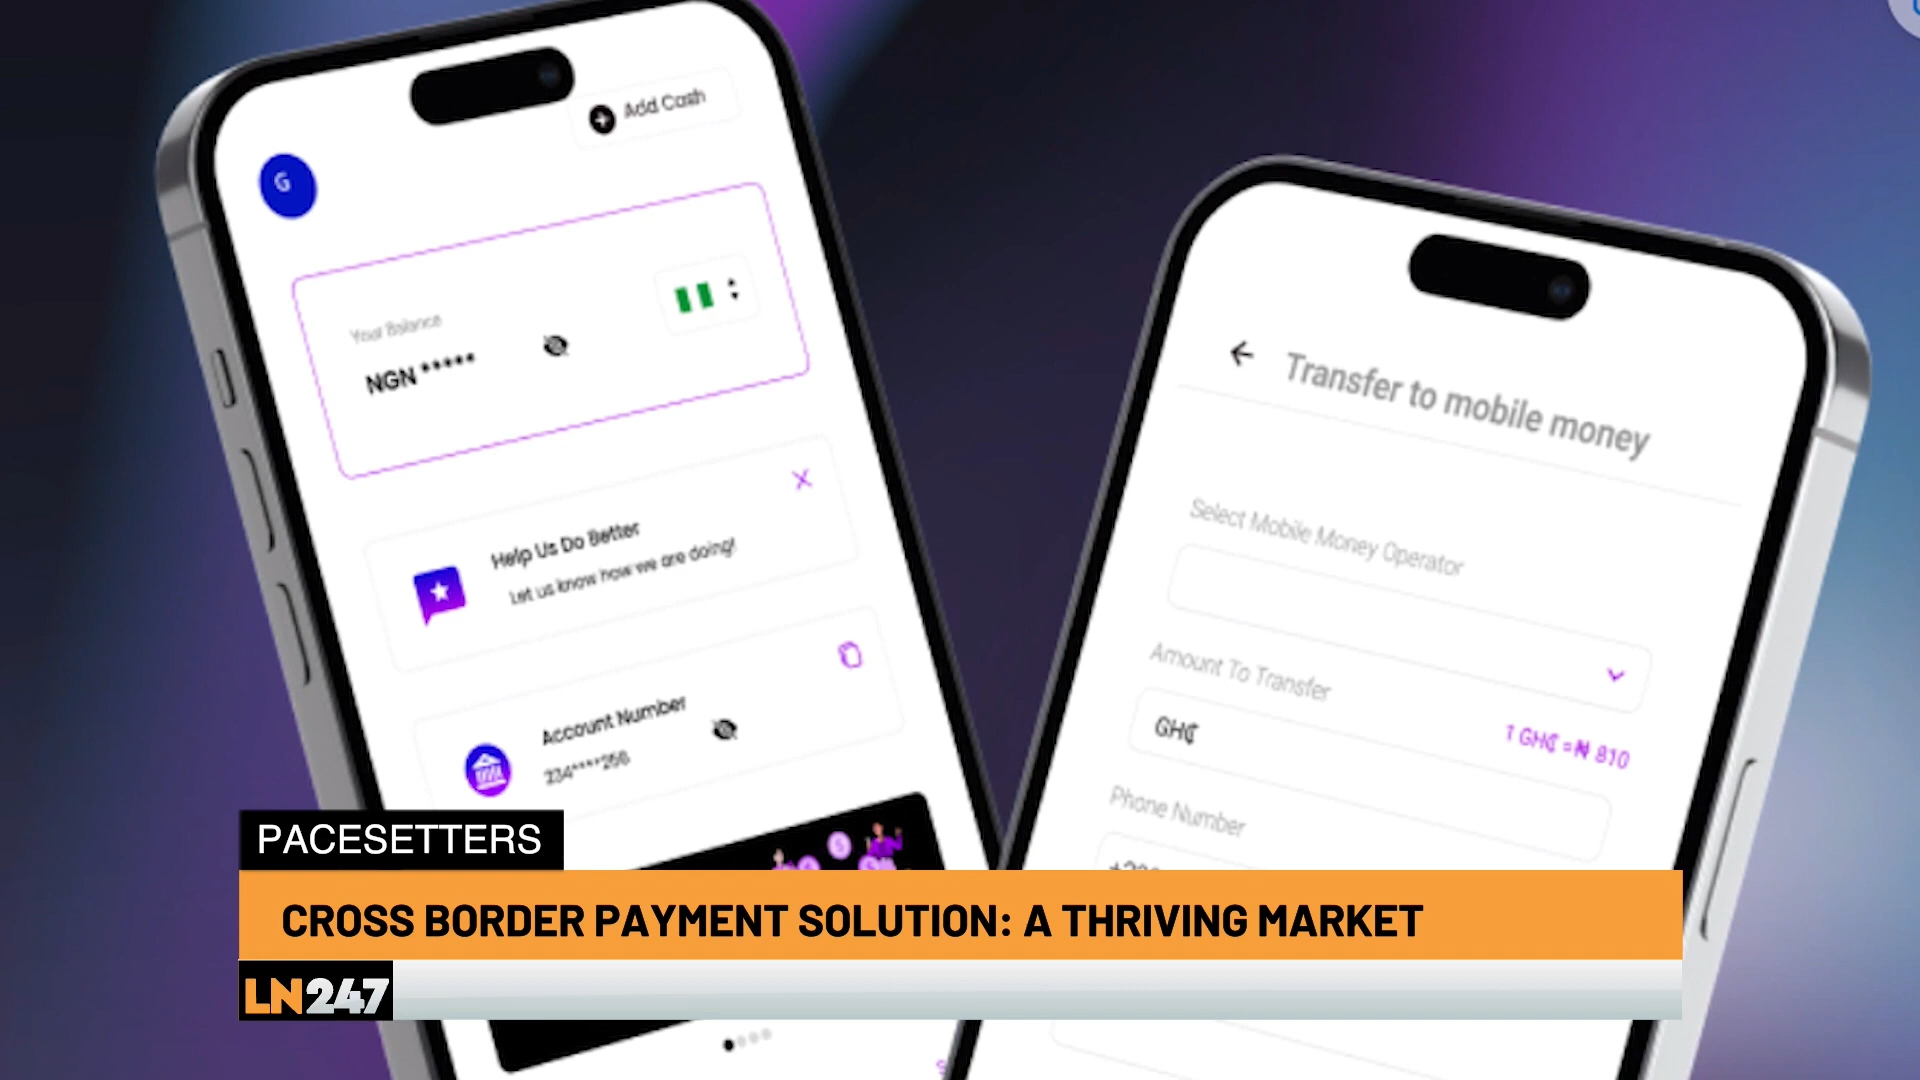 Add Cash
G
Your Balance
NGN *****
Help Us Do Better
Let us know how we are doing!
Account Number
234****256
Transfer to mobile money
Select Mobile Money Operator
Amount To Transfer
GH₵
1 GH₵ = ₦ 810
Phone Number
PACESETTERS
CROSS BORDER PAYMENT SOLUTION: A THRIVING MARKET
LN247